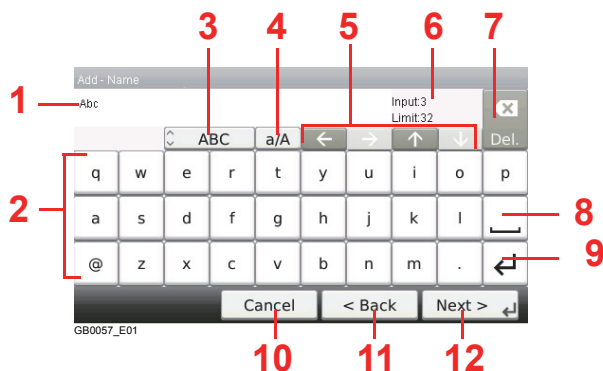 3 4 5 6 7
Add - Name
1 Abc Input:3
Limit:32
ABC a/A ← → ↑ ↓ Del.
q w e r t y u i o p
2 a s d f g h j k l 8
@ z x c v b n m . 9
Cancel < Back Next >
GB0057_E01
10 11 12